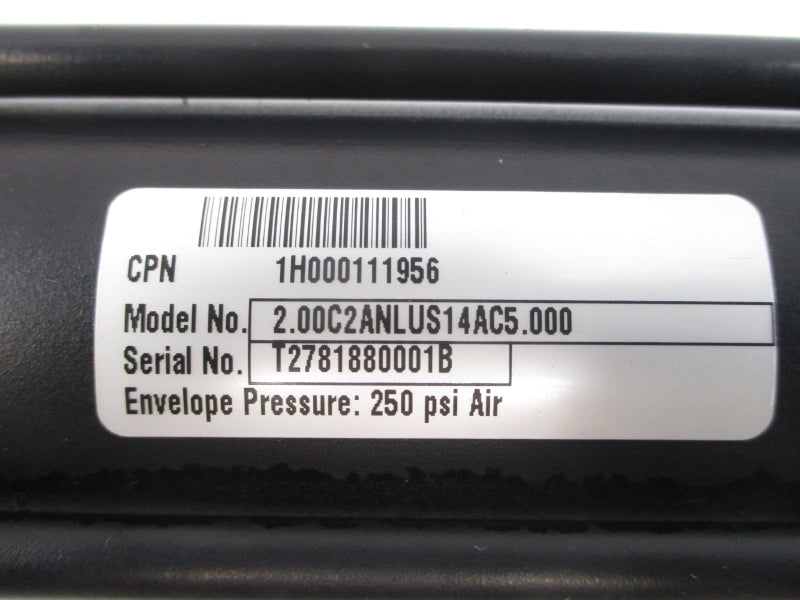 CPN 1H000111956
Model No. 2.00C2ANLUS14AC5.000
Serial No. T2781880001B
Envelope Pressure: 250 psi Air